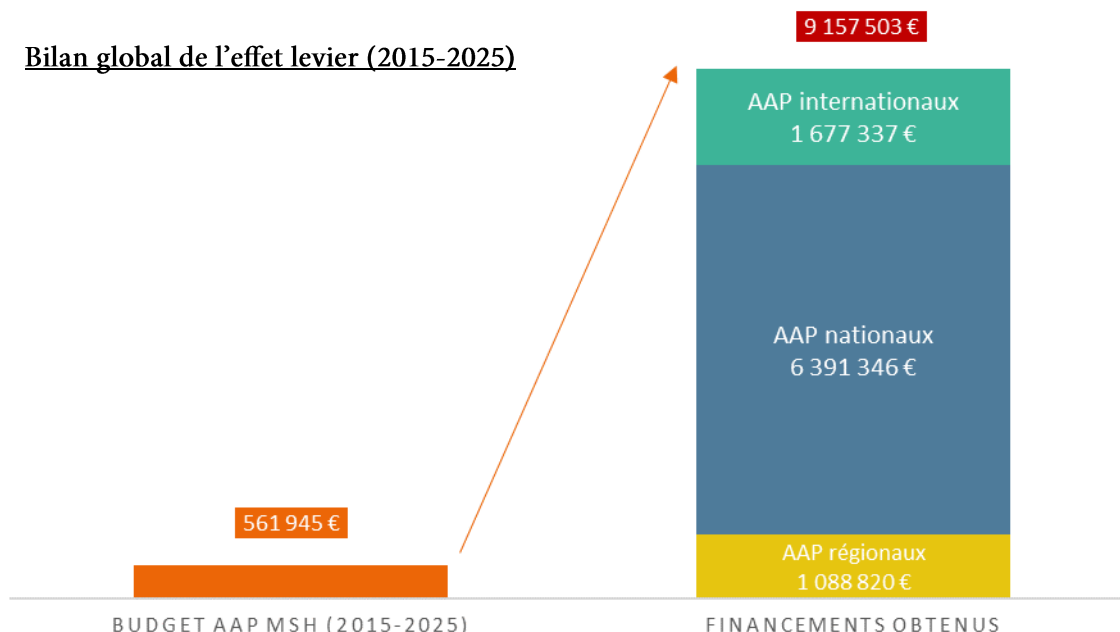 Bilan global de l’effet levier (2015-2025)
9 157 503 €
AAP internationaux
1 677 337 €
AAP nationaux
6 391 346 €
561 945 €
AAP régionaux
1 088 820 €
BUDGET AAP MSH (2015-2025)
FINANCEMENTS OBTENUS